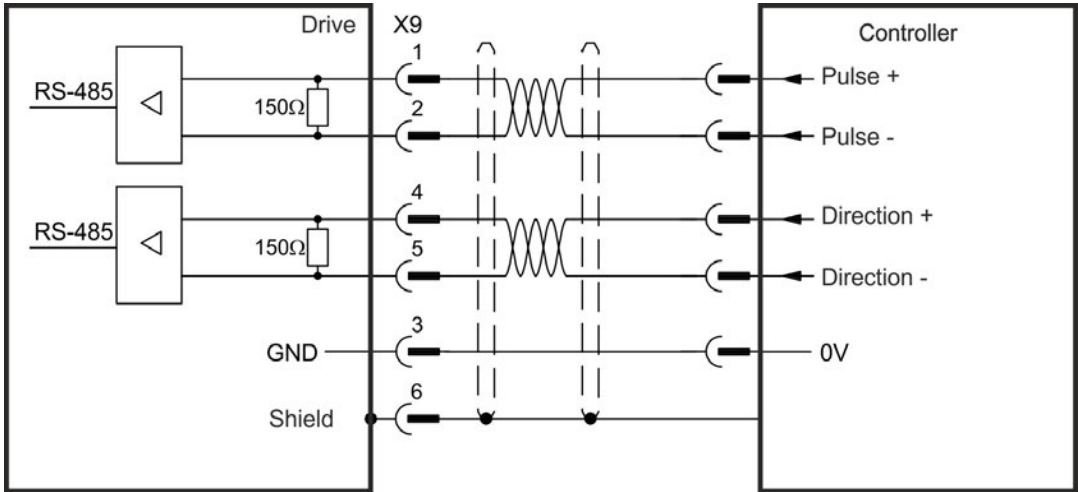 Drive X9 Controller
1
RS-485 150Ω Pulse +
2
Pulse -
4
RS-485 150Ω Direction +
5
Direction -
3
GND 0V
6
Shield